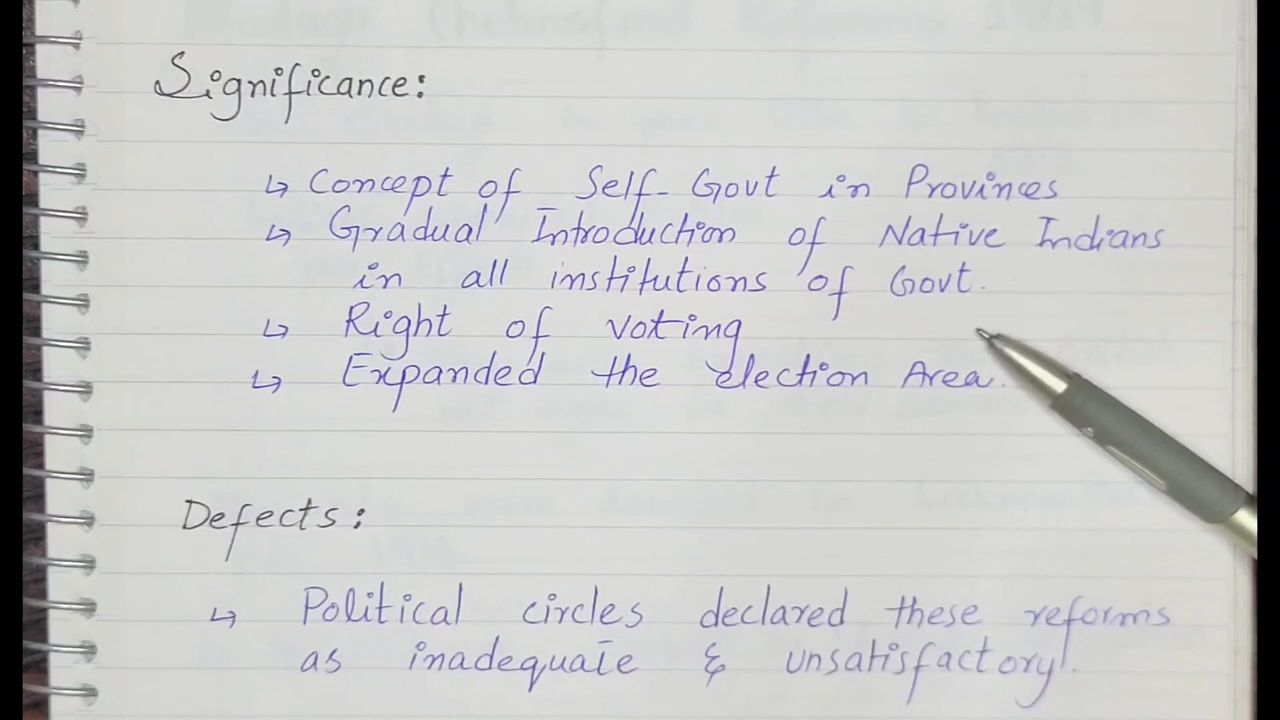 Significance:
↳ Concept of Self-Govt in Provinces
↳ Gradual Introduction of Native Indians
in all institutions of Govt.
↳ Right of voting
↳ Expanded the election Area.
Defects:
↳ Political circles declared these reforms
as inadequate & unsatisfactory.